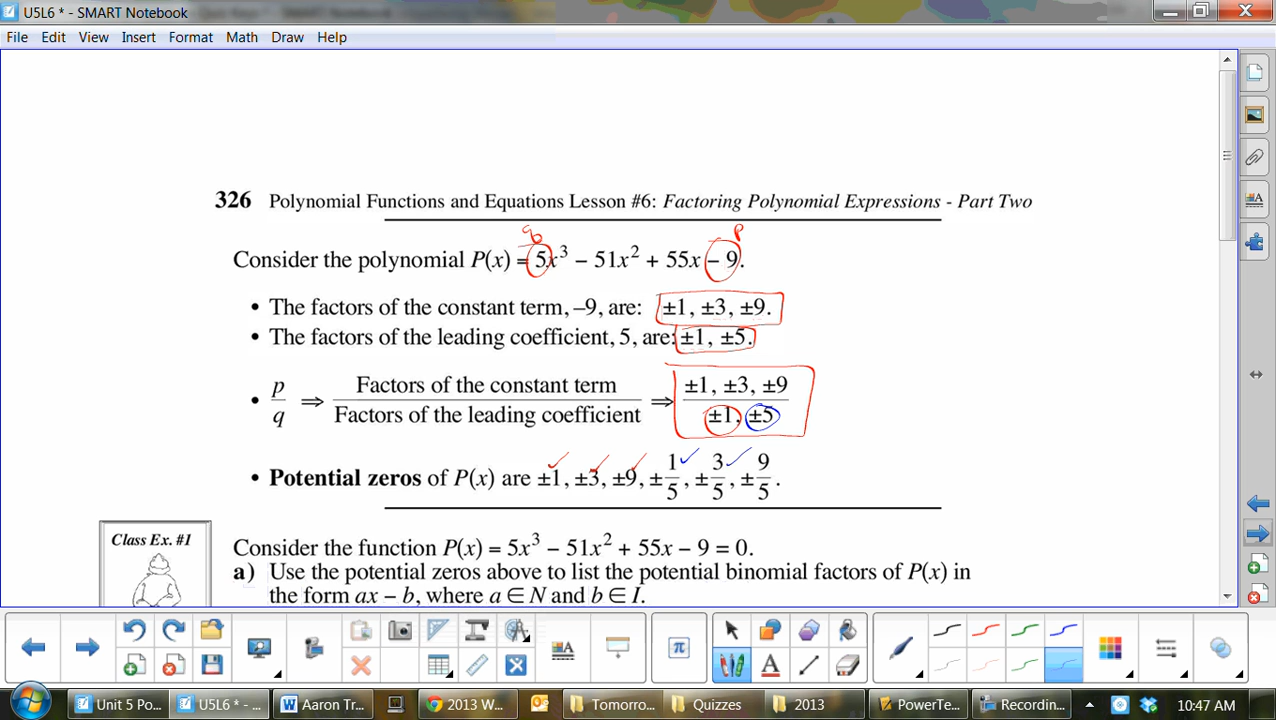 U5L6 * - SMART Notebook
File Edit View Insert Format Math Draw Help
326 Polynomial Functions and Equations Lesson #6: Factoring Polynomial Expressions - Part Two
q p
Consider the polynomial P(x) = 5x³ − 51x² + 55x − 9.
• The factors of the constant term, –9, are: ±1, ±3, ±9.
• The factors of the leading coefficient, 5, are: ±1, ±5.
• p/q ⇒ Factors of the constant term / Factors of the leading coefficient ⇒ ±1, ±3, ±9 / ±1, ±5
• Potential zeros of P(x) are ±1, ±3, ±9, ±1/5, ±3/5, ±9/5.
Class Ex. #1
Consider the function P(x) = 5x³ − 51x² + 55x − 9 = 0.
a) Use the potential zeros above to list the potential binomial factors of P(x) in
the form ax − b, where a ∈ N and b ∈ I.
π A
Unit 5 Po... U5L6 * - ... Aaron Tr... 2013 W... Tomorro... Quizzes 2013 PowerTe... Recordin... 10:47 AM